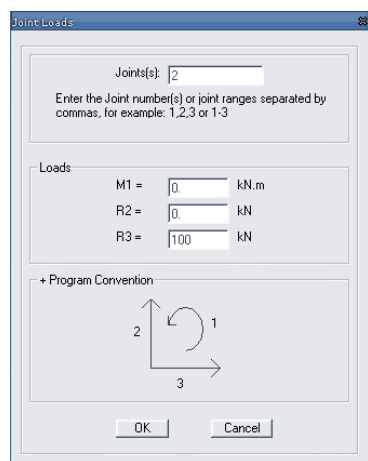 Joint Loads
Joints(s): 2
Enter the Joint number(s) or joint ranges separated by
commas, for example: 1,2,3 or 1-3
Loads
M1 = 0. kN.m
R2 = 0. kN
R3 = 100 kN
+ Program Convention
2 1
3
OK Cancel